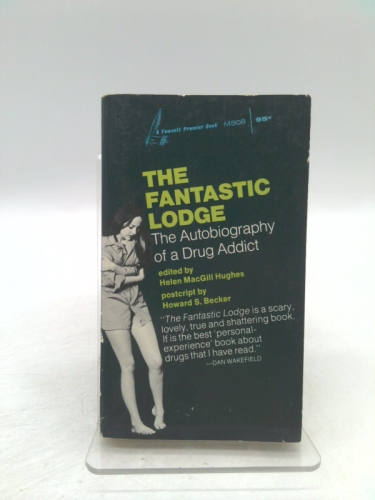 A Fawcett Premier Book M508 95¢
THE
FANTASTIC
LODGE
The Autobiography
of a Drug Addict
edited by
Helen MacGill Hughes
postcript by
Howard S. Becker
"The Fantastic Lodge is a scary,
lovely, true and shattering book.
It is the best 'personal-
experience' book about
drugs that I have read."
—DAN WAKEFIELD